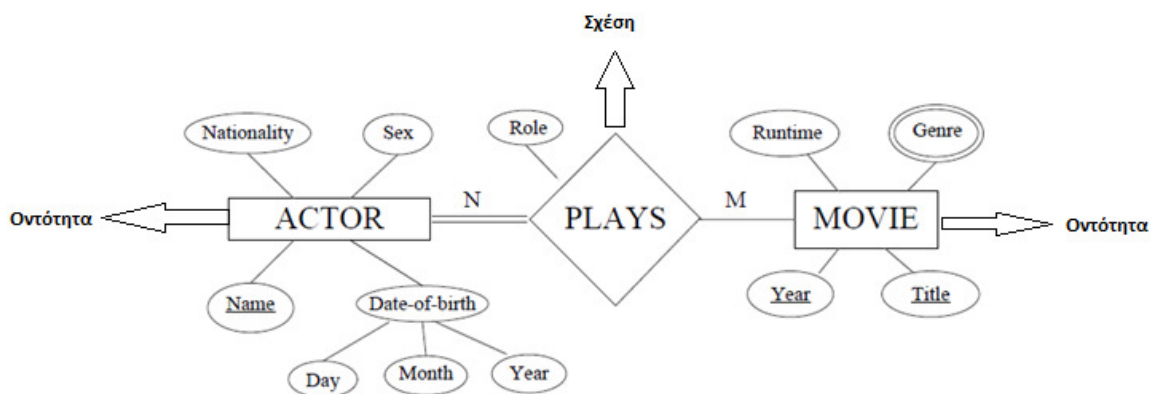 Σχέση
Nationality
Sex
Role
Runtime
Genre
Οντότητα
ACTOR
N
PLAYS
M
MOVIE
Οντότητα
Name
Date-of-birth
Year
Title
Day
Month
Year